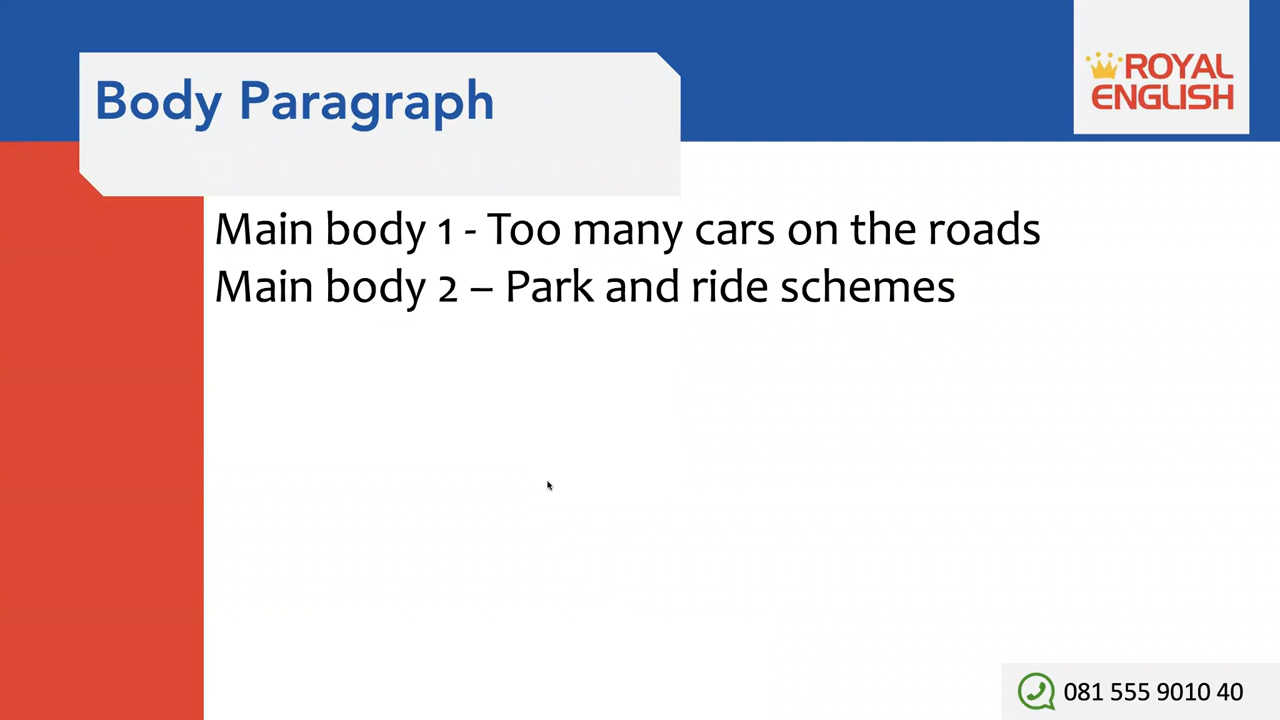 Body Paragraph
ROYAL
ENGLISH
Main body 1 - Too many cars on the roads
Main body 2 – Park and ride schemes
081 555 9010 40